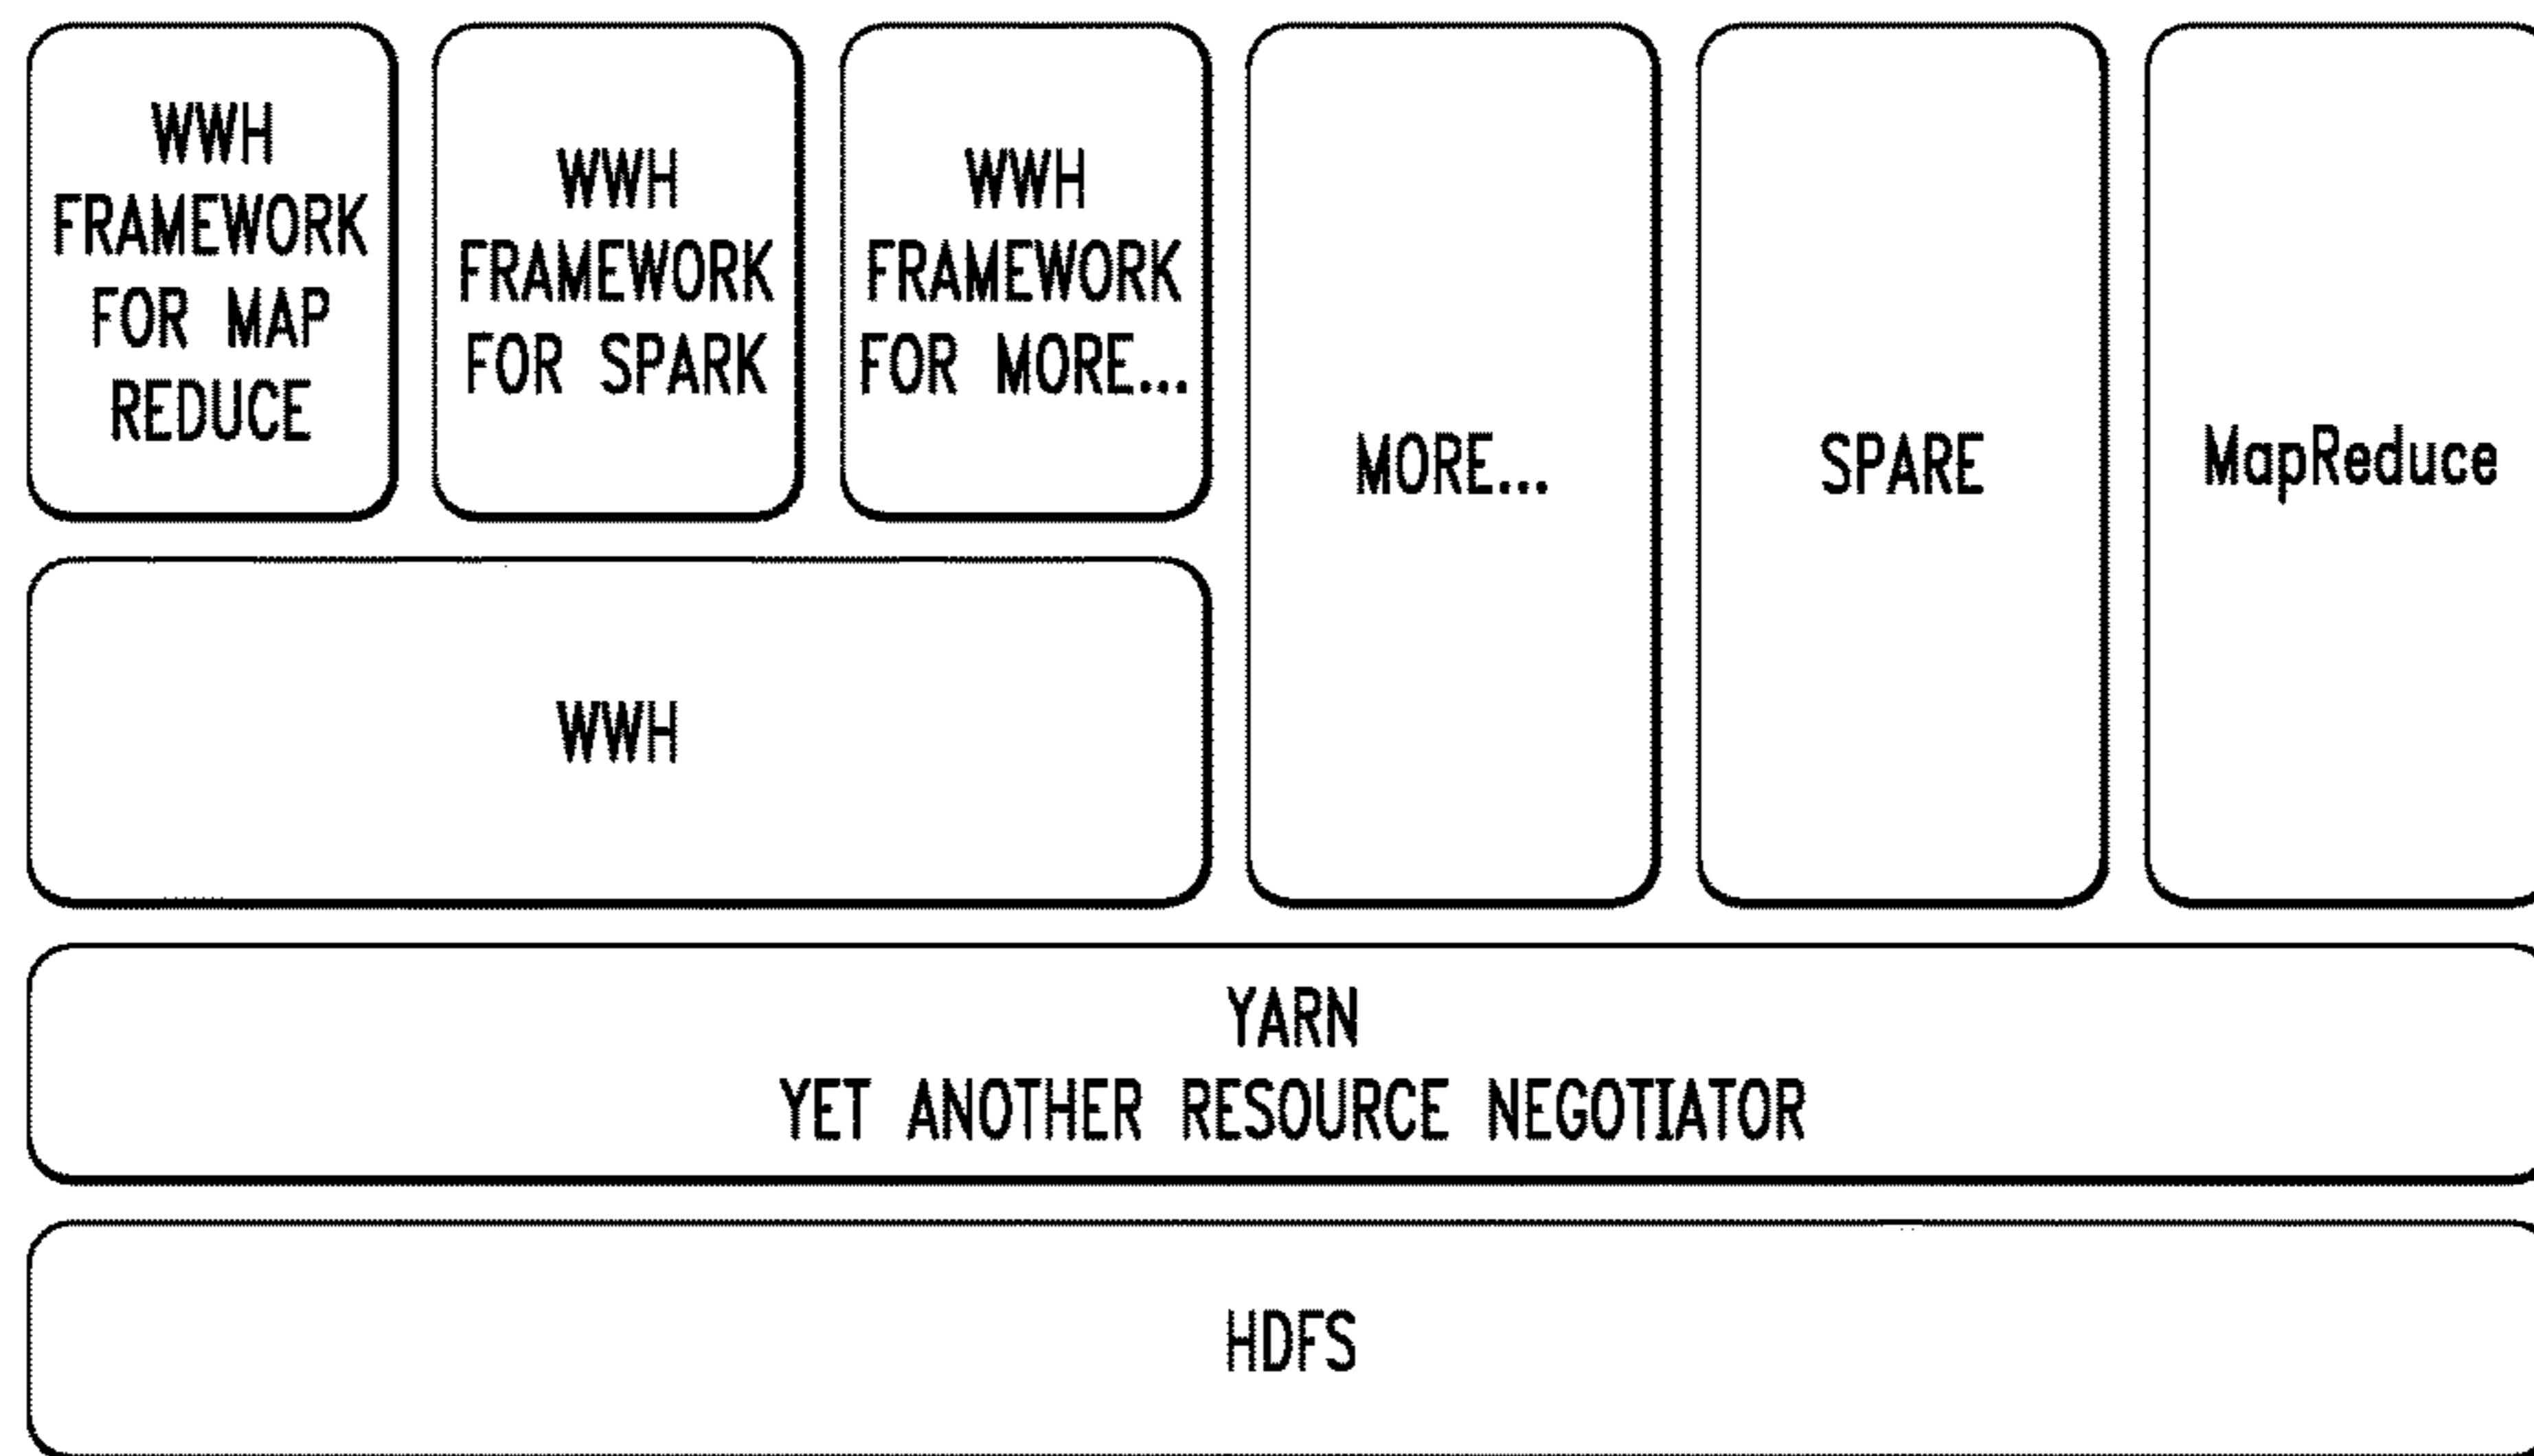 WWH
FRAMEWORK
FOR MAP
REDUCE
WWH
FRAMEWORK
FOR SPARK
WWH
FRAMEWORK
FOR MORE...
MORE...
SPARE
MapReduce
WWH
YARN
YET ANOTHER RESOURCE NEGOTIATOR
HDFS